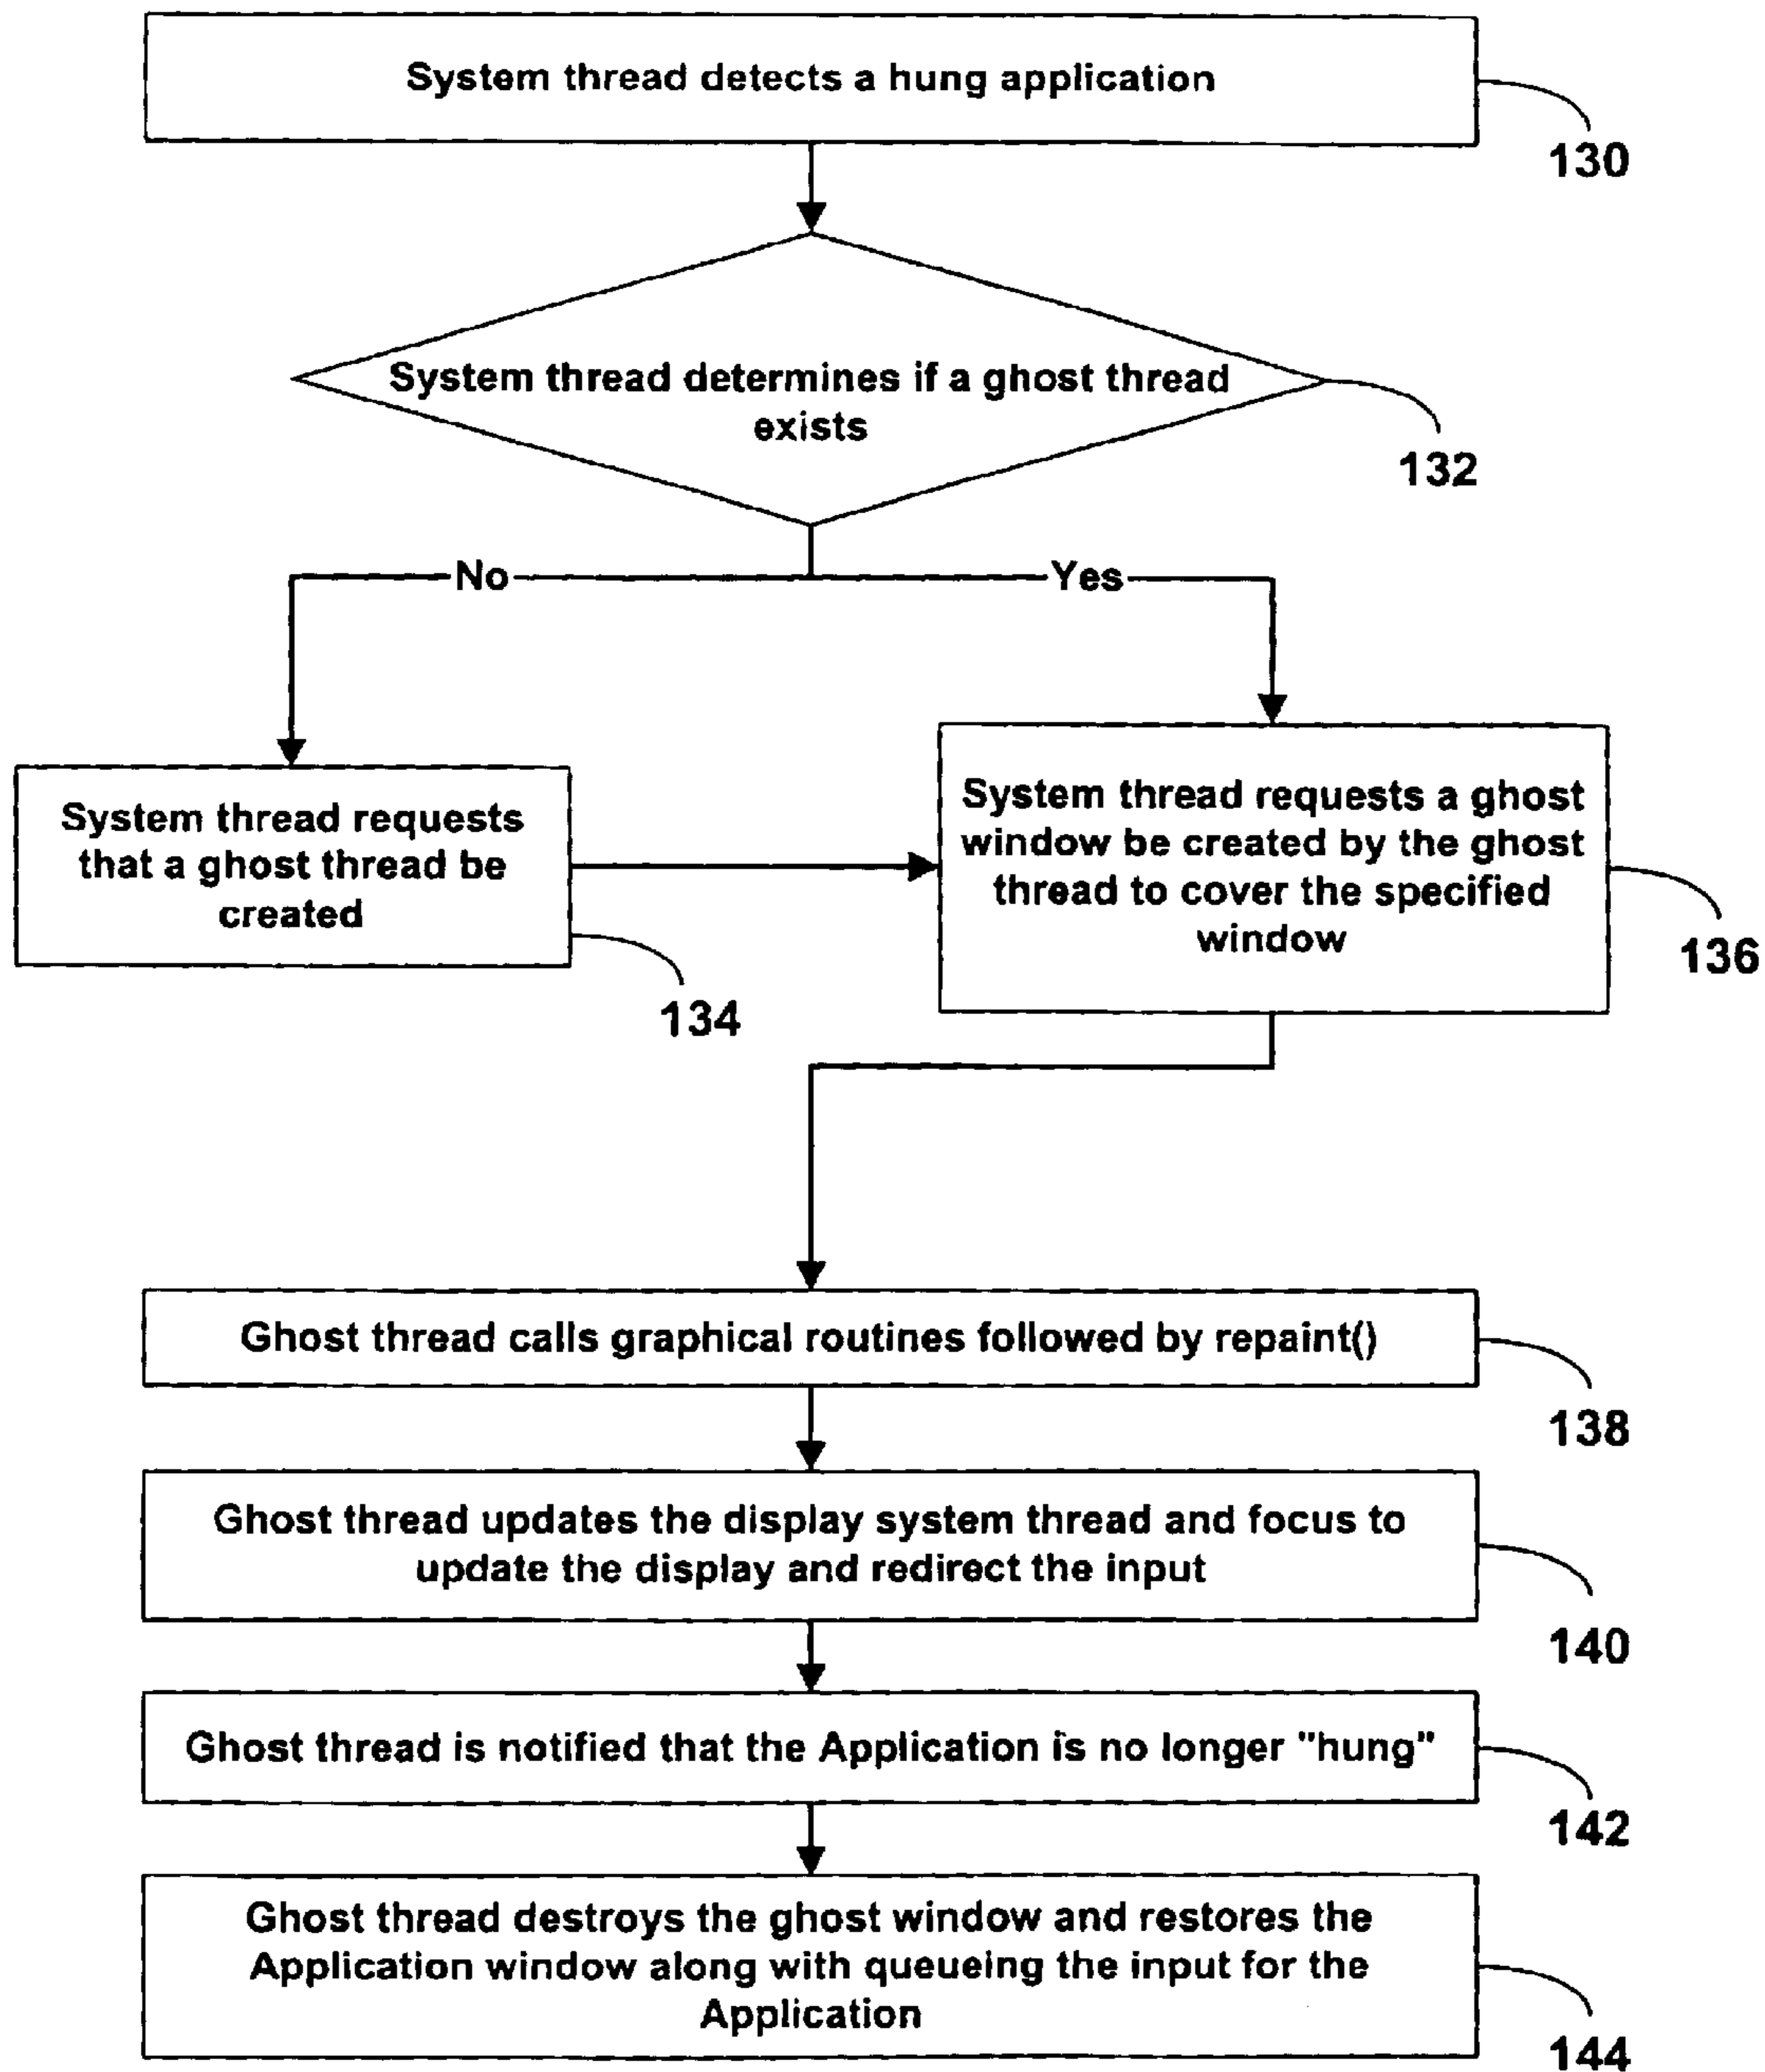 System thread detects a hung application
130
System thread determines if a ghost thread
exists
132
No
Yes
System thread requests
that a ghost thread be
created
134
System thread requests a ghost
window be created by the ghost
thread to cover the specified
window
136
Ghost thread calls graphical routines followed by repaint()
138
Ghost thread updates the display system thread and focus to
update the display and redirect the input
140
Ghost thread is notified that the Application is no longer "hung"
142
Ghost thread destroys the ghost window and restores the
Application window along with queueing the input for the
Application
144